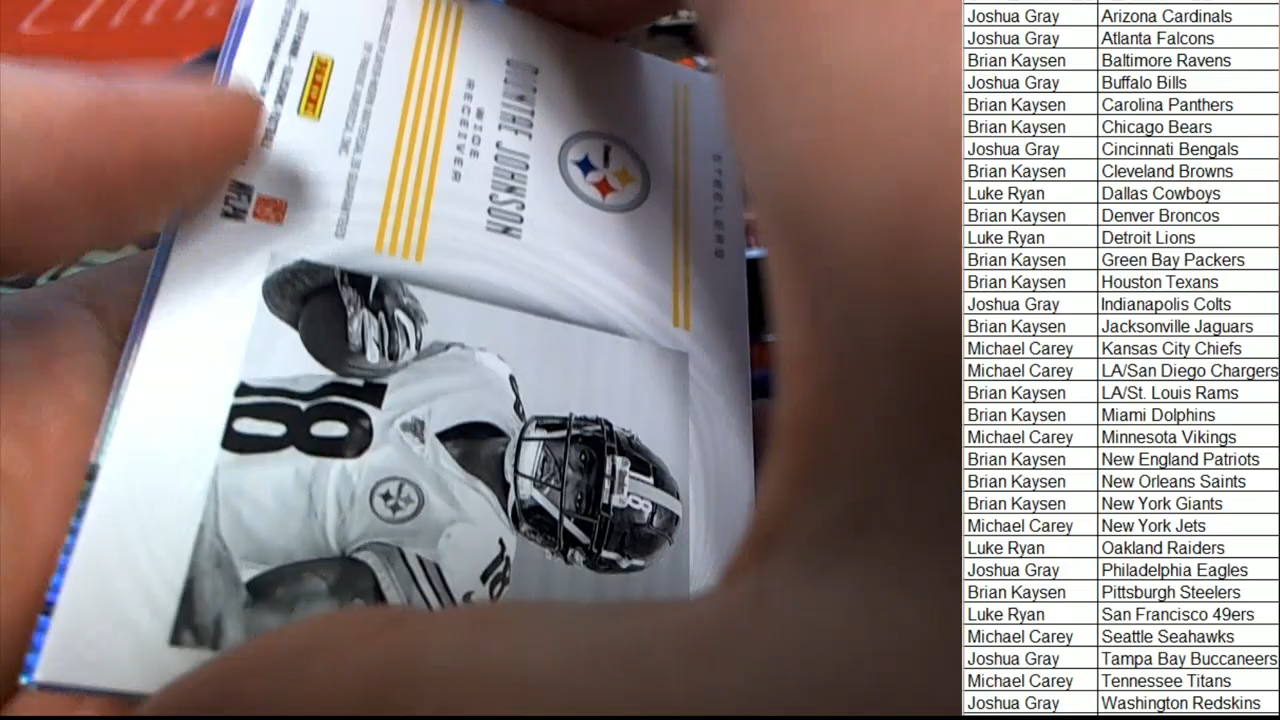 STEELERS
DIONTAE JOHNSON
WIDE
RECEIVER
NFLPA
18
18
8
Joshua Gray Arizona Cardinals
Joshua Gray Atlanta Falcons
Brian Kaysen Baltimore Ravens
Joshua Gray Buffalo Bills
Brian Kaysen Carolina Panthers
Brian Kaysen Chicago Bears
Joshua Gray Cincinnati Bengals
Brian Kaysen Cleveland Browns
Luke Ryan Dallas Cowboys
Brian Kaysen Denver Broncos
Luke Ryan Detroit Lions
Brian Kaysen Green Bay Packers
Brian Kaysen Houston Texans
Joshua Gray Indianapolis Colts
Brian Kaysen Jacksonville Jaguars
Michael Carey Kansas City Chiefs
Michael Carey LA/San Diego Chargers
Brian Kaysen LA/St. Louis Rams
Brian Kaysen Miami Dolphins
Michael Carey Minnesota Vikings
Brian Kaysen New England Patriots
Brian Kaysen New Orleans Saints
Brian Kaysen New York Giants
Michael Carey New York Jets
Luke Ryan Oakland Raiders
Joshua Gray Philadelphia Eagles
Brian Kaysen Pittsburgh Steelers
Luke Ryan San Francisco 49ers
Michael Carey Seattle Seahawks
Joshua Gray Tampa Bay Buccaneers
Michael Carey Tennessee Titans
Joshua Gray Washington Redskins